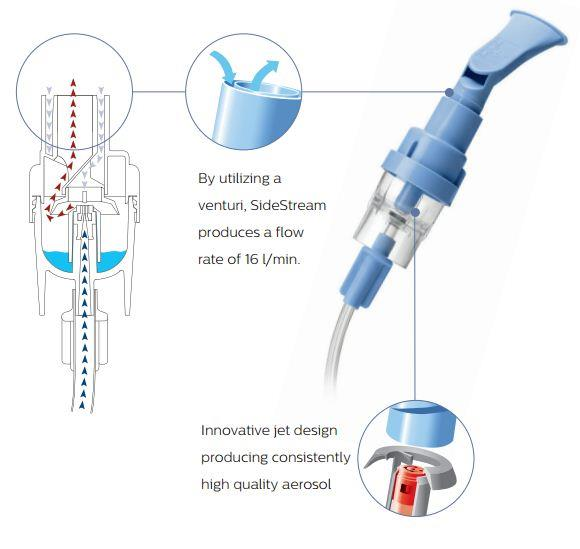 By utilizing a
venturi, SideStream
produces a flow
rate of 16 l/min.
Innovative jet design
producing consistently
high quality aerosol